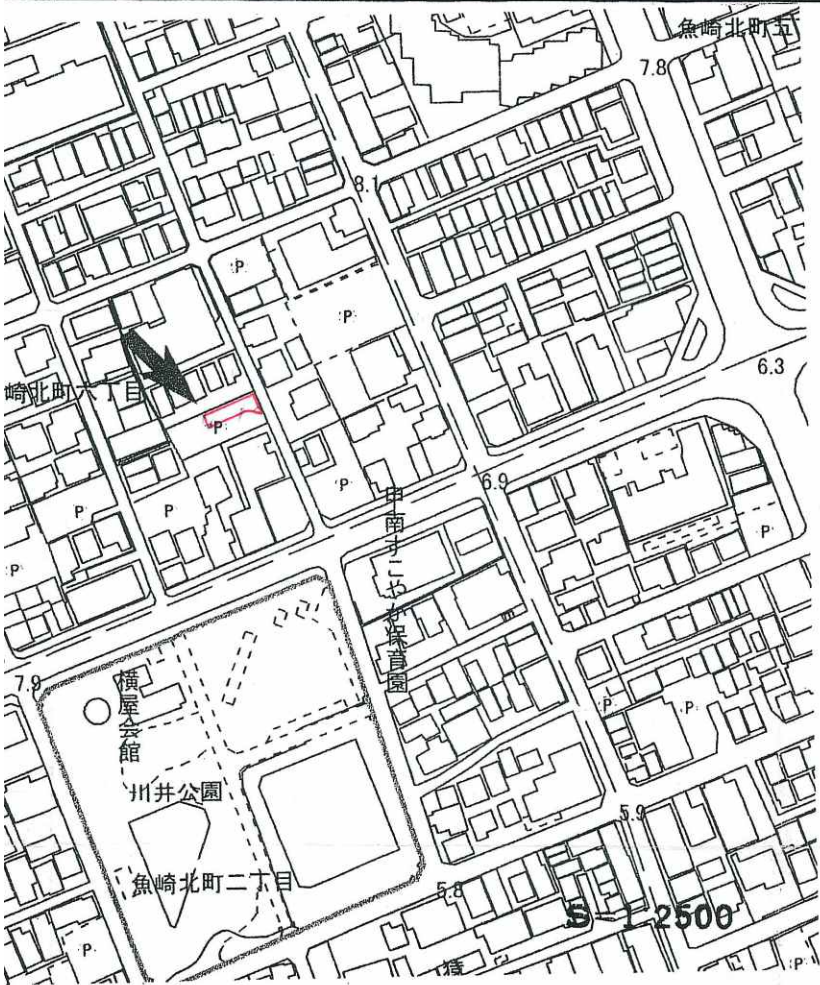 魚崎北町五
7.8
8.1
P
P
6.3
崎北町六丁目
P
6.9
P
P
P
P
P
甲南すこやか保育園
7.9
横屋会館
P
P
川井公園
5.9
魚崎北町二丁目
5.8
S=1:2500
P
P